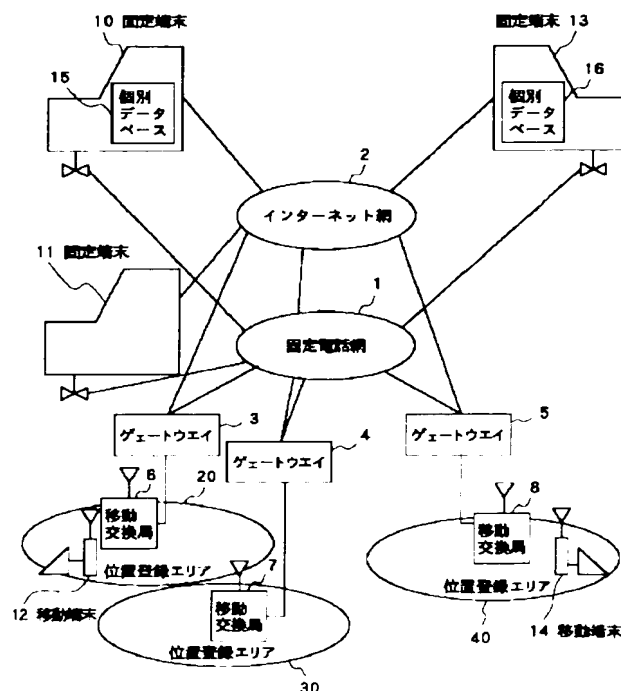 10 固定端末
固定端末 13
15
個別
データ
ベース
16
個別
データ
ベース
2
インターネット網
11 固定端末
1
固定電話網
3
ゲェートウエイ
4
ゲェートウエイ
5
ゲェートウエイ
6
20
移動
交換局
位置登録エリア
12 移動端末
7
移動
交換局
位置登録エリア
30
8
移動
交換局
位置登録エリア
40
14 移動端末